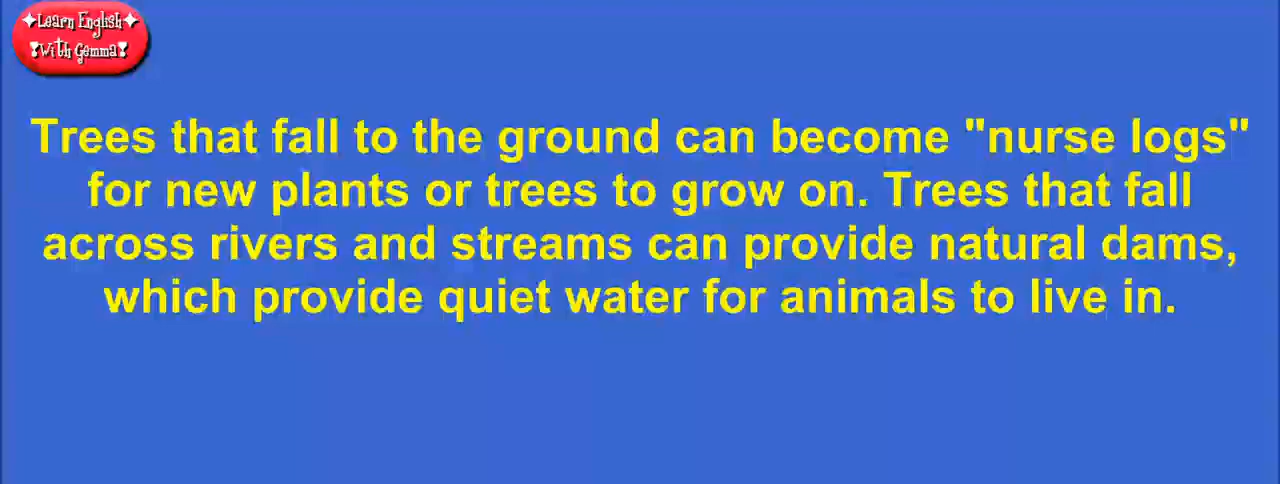 Learn English
With Gemma
Trees that fall to the ground can become "nurse logs"
for new plants or trees to grow on. Trees that fall
across rivers and streams can provide natural dams,
which provide quiet water for animals to live in.